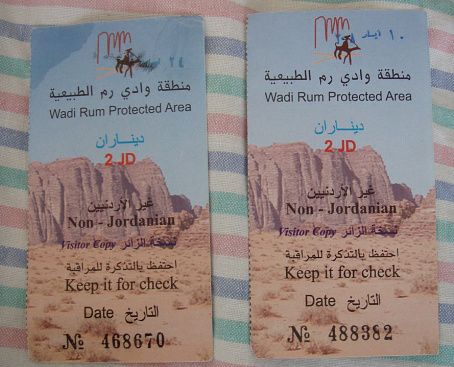 ٢٤
منطقة وادي رم الطبيعية
Wadi Rum Protected Area
ديناران
2 JD
غير الأردنيين
Non - Jordanian
Visitor Copy نسخة الزائر
احتفظ بالتذكرة للمراقبة
Keep it for check
Date التاريخ
№ 468670
١٠ أيار
منطقة وادي رم الطبيعية
Wadi Rum Protected Area
ديناران
2 JD
غير الأردنيين
Non - Jordanian
Visitor Copy نسخة الزائر
احتفظ بالتذكرة للمراقبة
Keep it for check
Date التاريخ
№ 488382